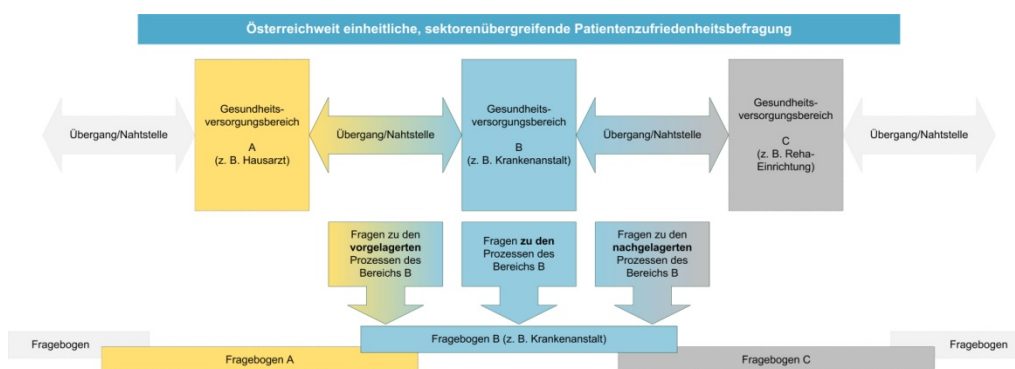 Österreichweit einheitliche, sektorenübergreifende Patientenzufriedenheitsbefragung
Übergang/Nahtstelle
Gesundheits-
versorgungsbereich
A
(z. B. Hausarzt)
Übergang/Nahtstelle
Gesundheits-
versorgungsbereich
B
(z. B. Krankenanstalt)
Übergang/Nahtstelle
Gesundheits-
versorgungsbereich
C
(z. B. Reha-
Einrichtung)
Übergang/Nahtstelle
Fragen zu den
vorgelagerten
Prozessen des
Bereichs B
Fragen zu den
Prozessen des
Bereichs B
Fragen zu den
nachgelagerten
Prozessen des
Bereichs B
Fragebogen
Fragebogen A
Fragebogen B (z. B. Krankenanstalt)
Fragebogen C
Fragebogen